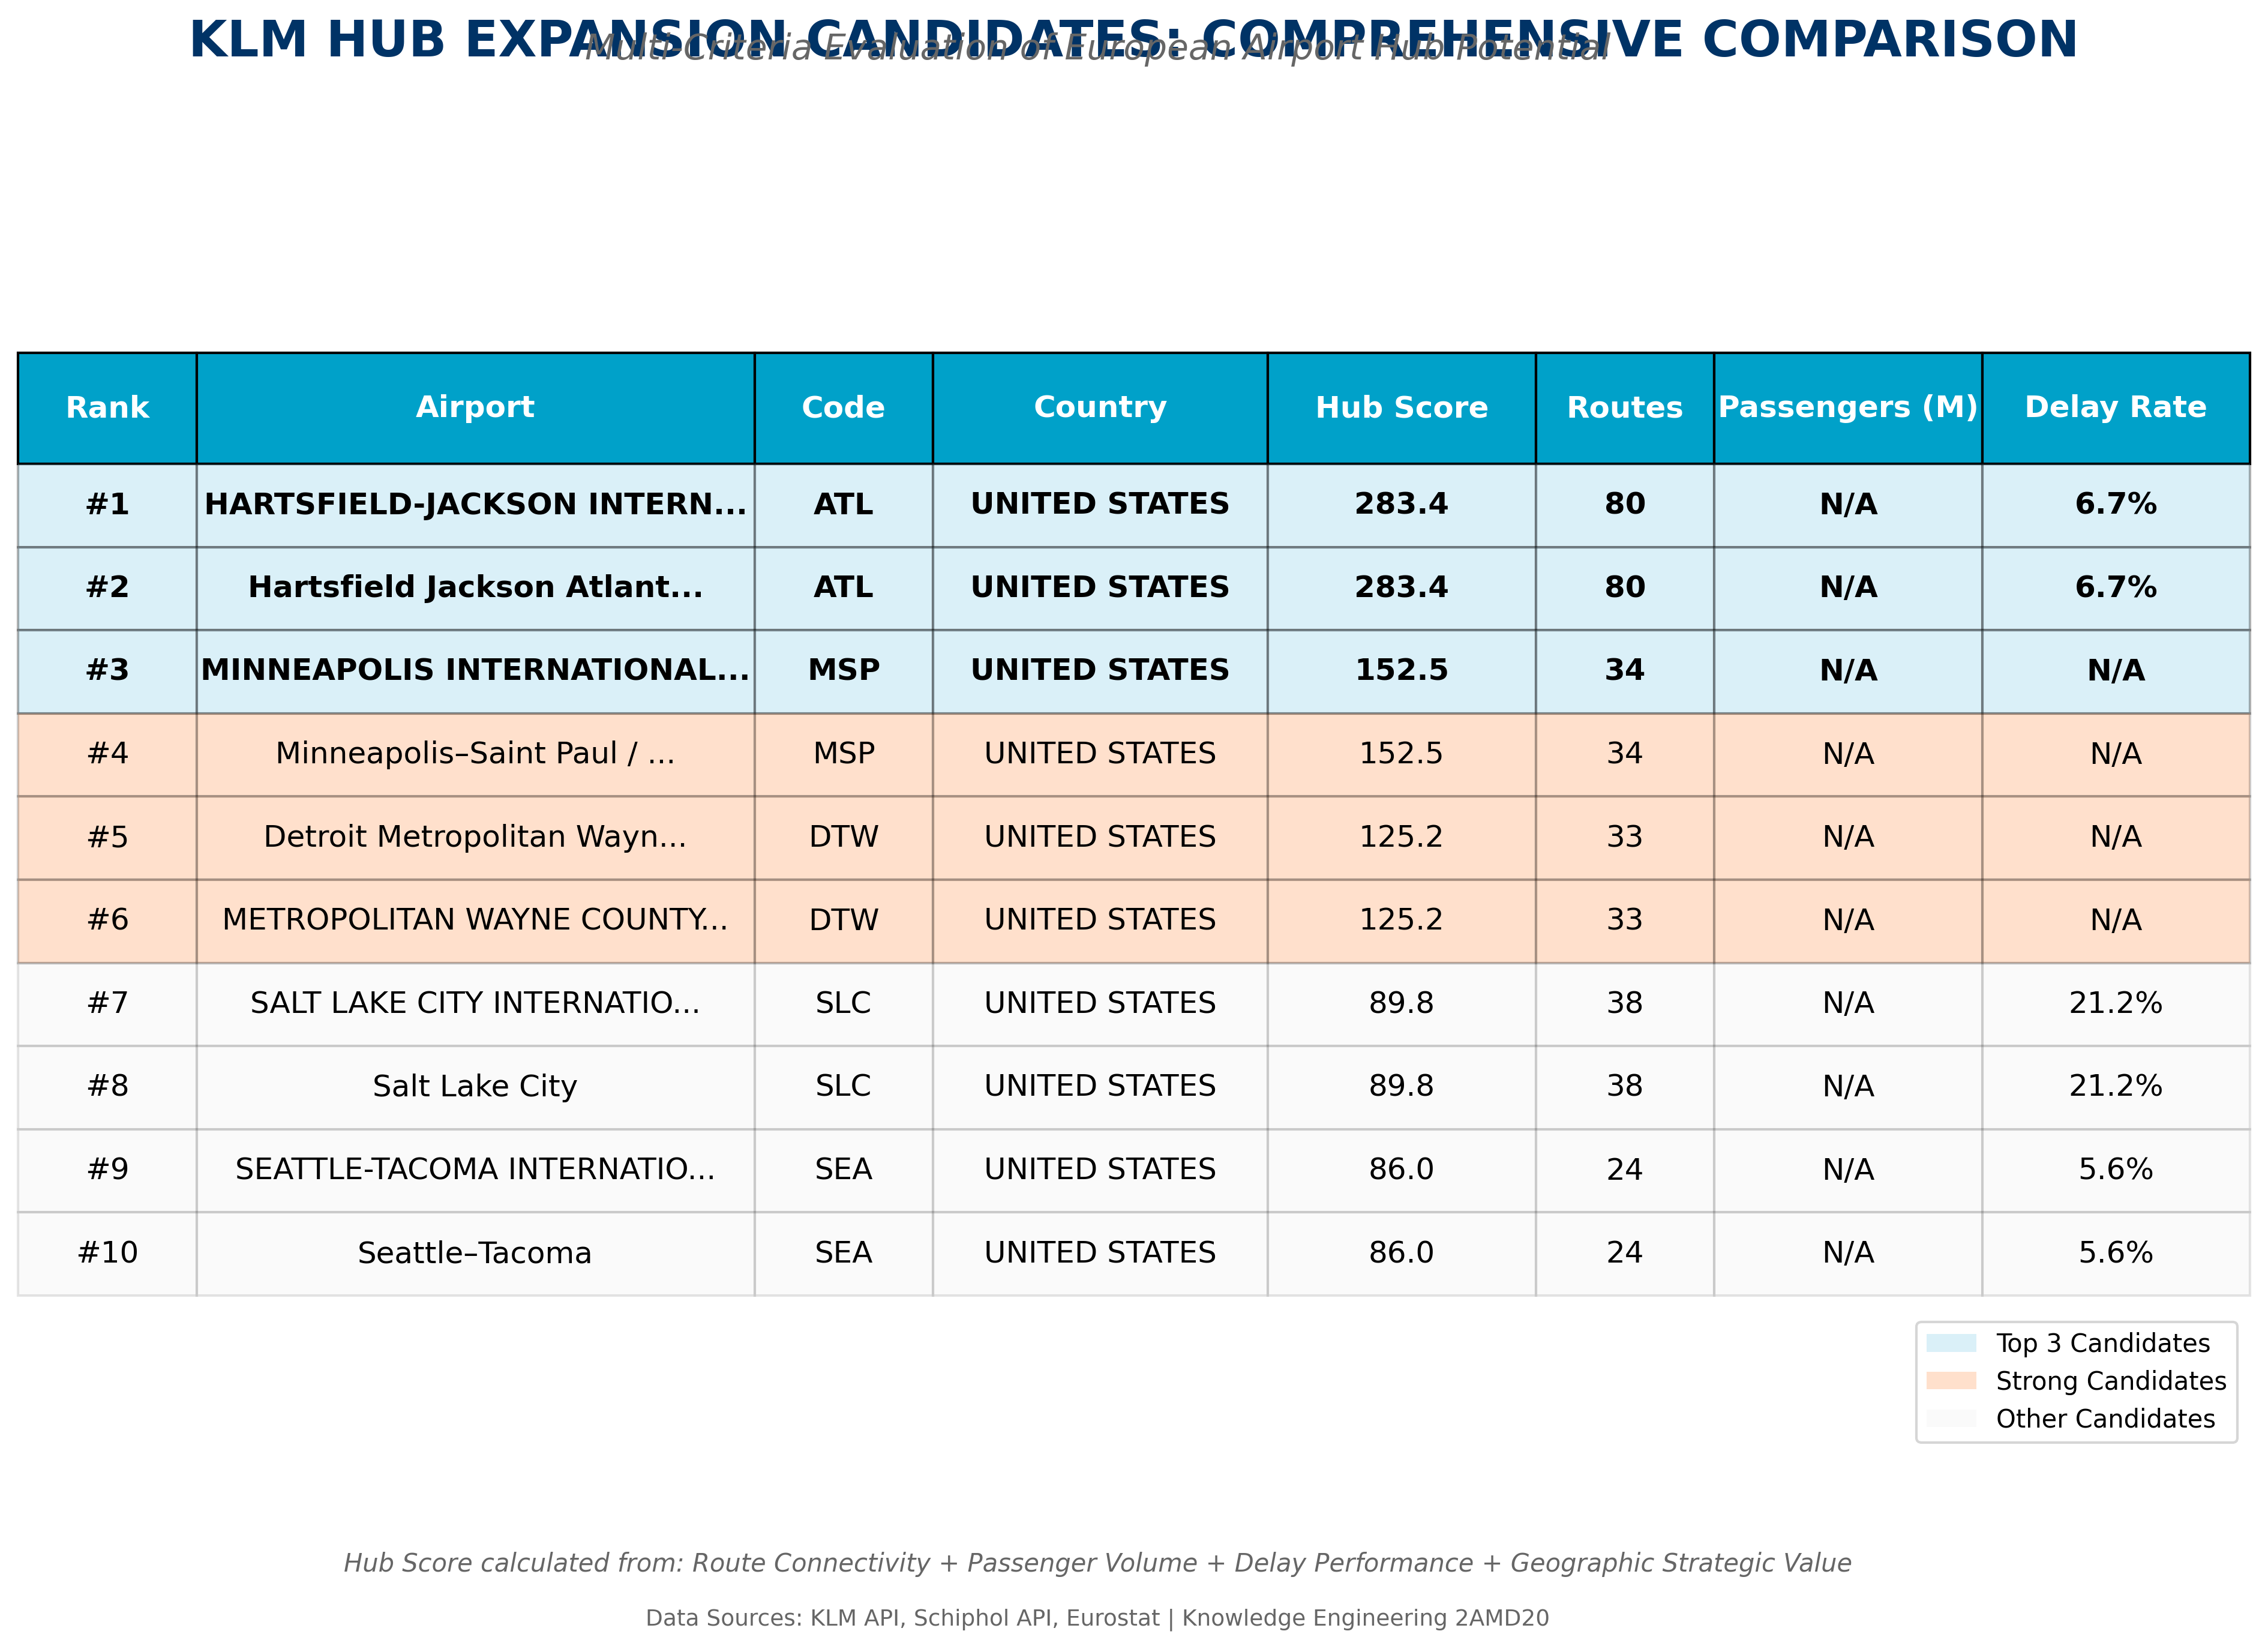 KLM HUB EXPANSION CANDIDATES: COMPREHENSIVE COMPARISON
Multi-Criteria Evaluation of European Airport Hub Potential
Rank Airport Code Country Hub Score Routes Passengers (M) Delay Rate
#1 HARTSFIELD-JACKSON INTERN... ATL UNITED STATES 283.4 80 N/A 6.7%
#2 Hartsfield Jackson Atlant... ATL UNITED STATES 283.4 80 N/A 6.7%
#3 MINNEAPOLIS INTERNATIONAL... MSP UNITED STATES 152.5 34 N/A N/A
#4 Minneapolis–Saint Paul / ... MSP UNITED STATES 152.5 34 N/A N/A
#5 Detroit Metropolitan Wayn... DTW UNITED STATES 125.2 33 N/A N/A
#6 METROPOLITAN WAYNE COUNTY... DTW UNITED STATES 125.2 33 N/A N/A
#7 SALT LAKE CITY INTERNATIO... SLC UNITED STATES 89.8 38 N/A 21.2%
#8 Salt Lake City SLC UNITED STATES 89.8 38 N/A 21.2%
#9 SEATTLE-TACOMA INTERNATIO... SEA UNITED STATES 86.0 24 N/A 5.6%
#10 Seattle–Tacoma SEA UNITED STATES 86.0 24 N/A 5.6%
Top 3 Candidates
Strong Candidates
Other Candidates
Hub Score calculated from: Route Connectivity + Passenger Volume + Delay Performance + Geographic Strategic Value
Data Sources: KLM API, Schiphol API, Eurostat | Knowledge Engineering 2AMD20